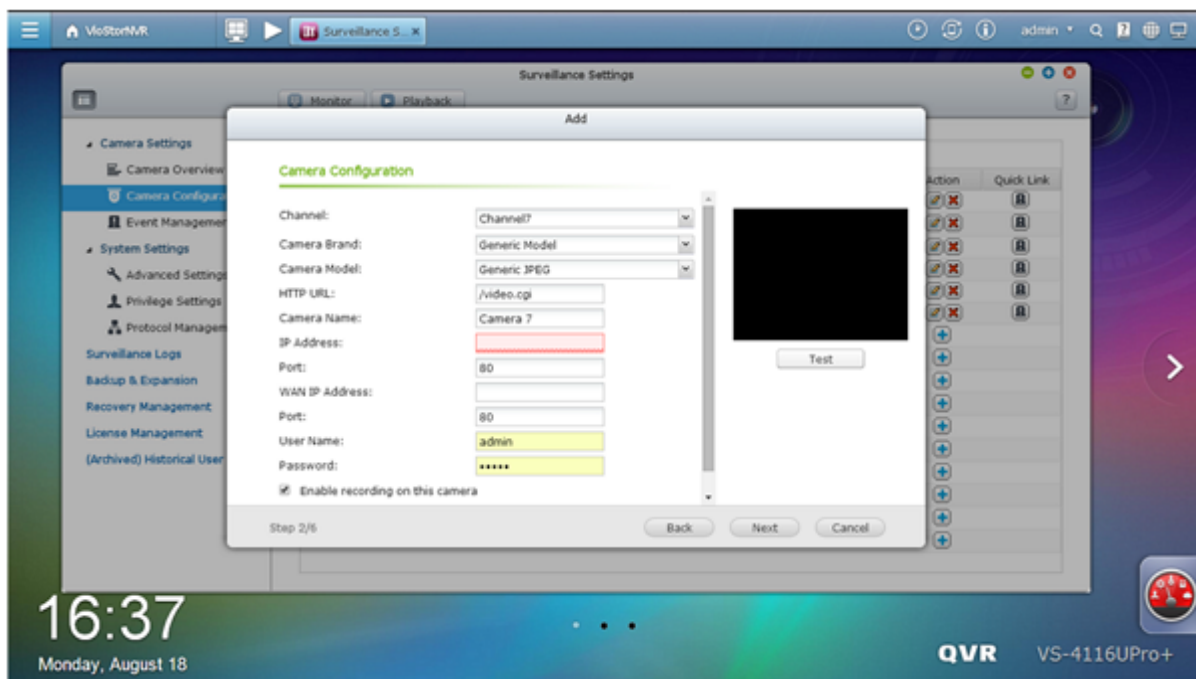 VioStorNVR
Surveillance S... x
admin
Surveillance Settings
Monitor
Playback
?
Add
Camera Settings
Camera Overview
Camera Configura
Event Managemen
System Settings
Advanced Settings
Privilege Settings
Protocol Managem
Surveillance Logs
Backup & Expansion
Recovery Management
License Management
(Archived) Historical User
Action
Quick Link
Camera Configuration
Channel:
Channel7
Camera Brand:
Generic Model
Camera Model:
Generic JPEG
HTTP URL:
/video.cgi
Camera Name:
Camera 7
IP Address:
Port:
80
WAN IP Address:
Port:
80
User Name:
admin
Password:
•••••
Enable recording on this camera
Test
Step 2/6
Back
Next
Cancel
16:37
Monday, August 18
QVR VS-4116UPro+